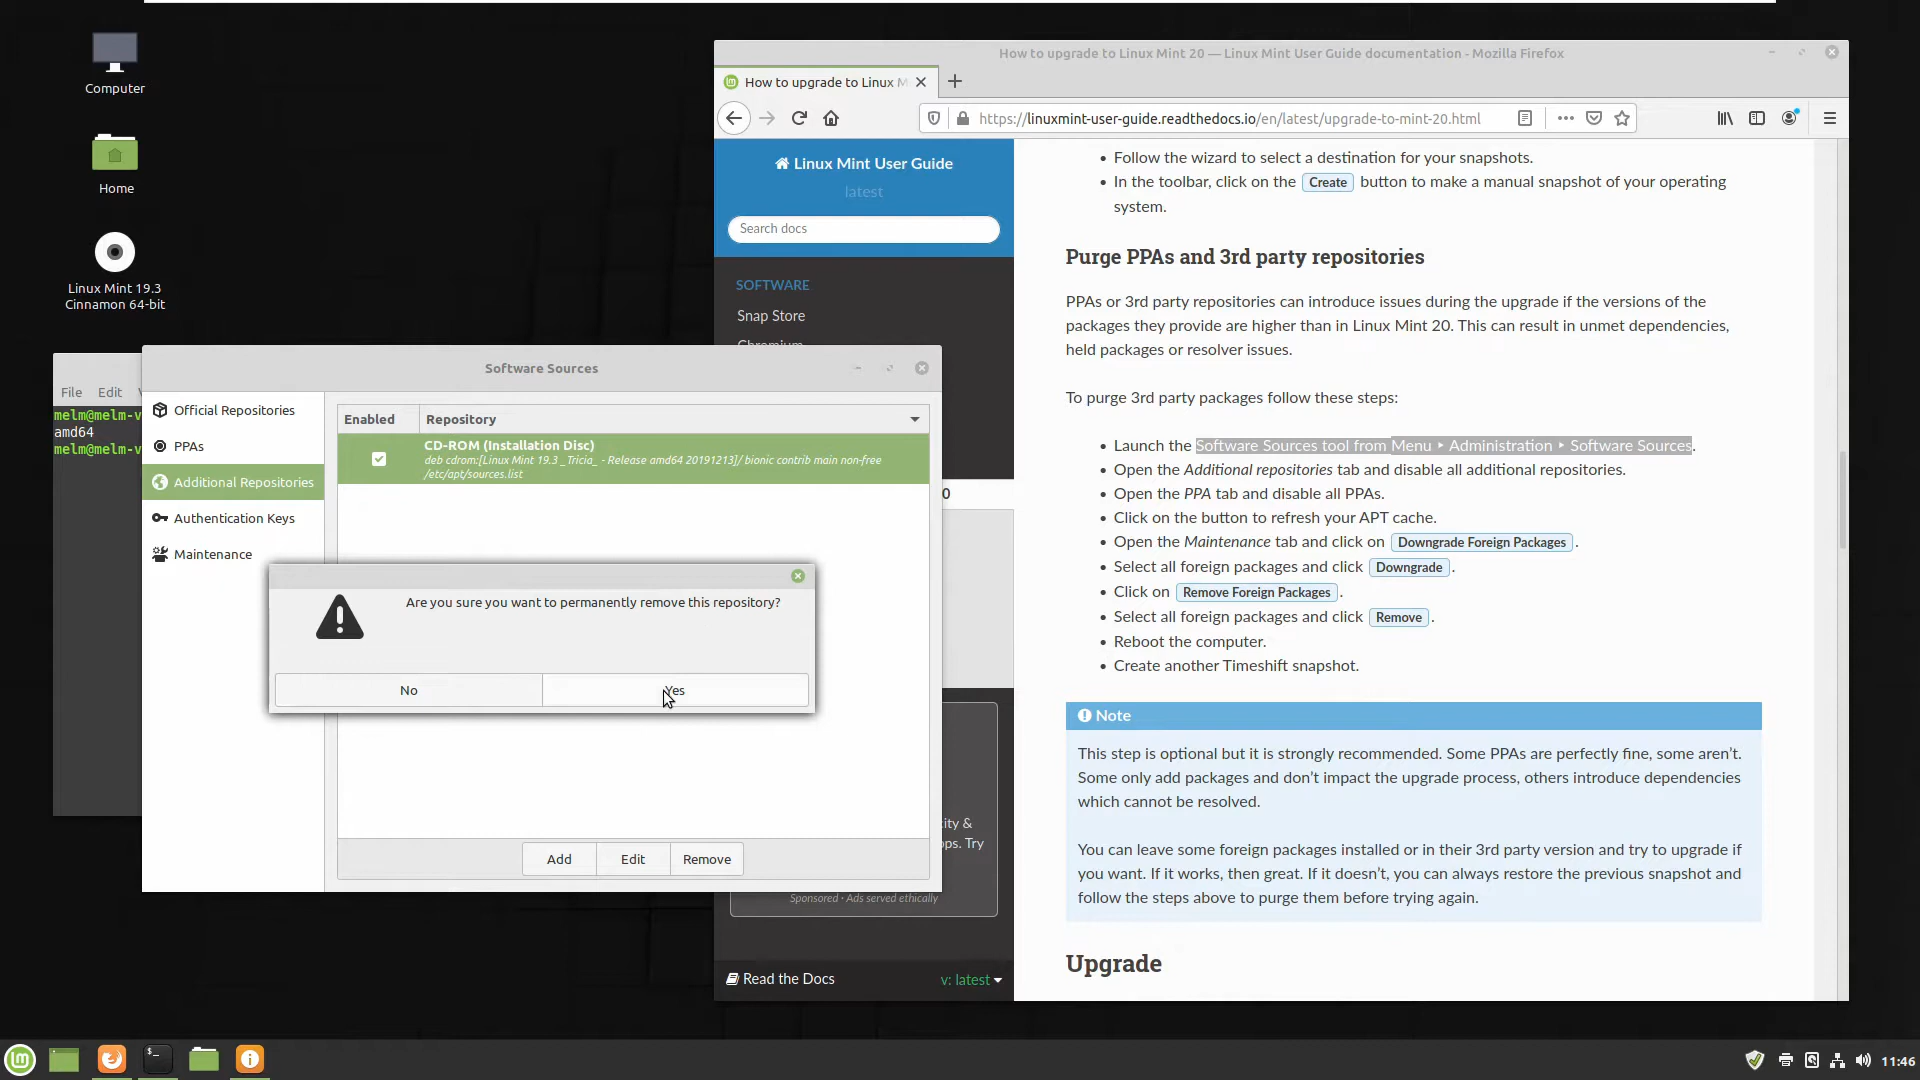 Computer
Home
Linux Mint 19.3
Cinnamon 64-bit
File Edit
melm@melm-v
amd64
melm@melm-v
Software Sources
Official Repositories
PPAs
Additional Repositories
Authentication Keys
Maintenance
Enabled Repository
CD-ROM (Installation Disc)
deb cdrom:[Linux Mint 19.3 _Tricia_ - Release amd64 20191213]/ bionic contrib main non-free
/etc/apt/sources.list
Are you sure you want to permanently remove this repository?
No Yes
Add Edit Remove
How to upgrade to Linux Mint 20 — Linux Mint User Guide documentation - Mozilla Firefox
How to upgrade to Linux M
https://linuxmint-user-guide.readthedocs.io/en/latest/upgrade-to-mint-20.html
Linux Mint User Guide
latest
Search docs
SOFTWARE
Snap Store
Chromium
0
ity &
ps. Try
Sponsored · Ads served ethically
Read the Docs v: latest
• Follow the wizard to select a destination for your snapshots.
• In the toolbar, click on the Create button to make a manual snapshot of your operating
system.
Purge PPAs and 3rd party repositories
PPAs or 3rd party repositories can introduce issues during the upgrade if the versions of the
packages they provide are higher than in Linux Mint 20. This can result in unmet dependencies,
held packages or resolver issues.
To purge 3rd party packages follow these steps:
• Launch the Software Sources tool from Menu ‣ Administration ‣ Software Sources.
• Open the Additional repositories tab and disable all additional repositories.
• Open the PPA tab and disable all PPAs.
• Click on the button to refresh your APT cache.
• Open the Maintenance tab and click on Downgrade Foreign Packages .
• Select all foreign packages and click Downgrade .
• Click on Remove Foreign Packages .
• Select all foreign packages and click Remove .
• Reboot the computer.
• Create another Timeshift snapshot.
Note
This step is optional but it is strongly recommended. Some PPAs are perfectly fine, some aren't.
Some only add packages and don't impact the upgrade process, others introduce dependencies
which cannot be resolved.
You can leave some foreign packages installed or in their 3rd party version and try to upgrade if
you want. If it works, then great. If it doesn't, you can always restore the previous snapshot and
follow the steps above to purge them before trying again.
Upgrade
11:46